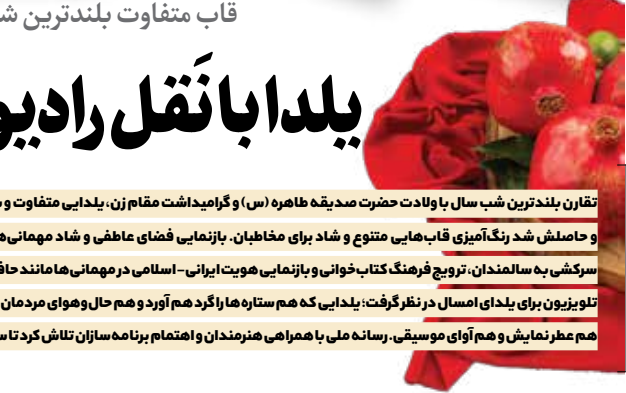 قاب متفاوت بلندترین
یلدا با نَقل رادیو
تقارن بلندترین شب سال با ولادت حضرت صدیقه طاهره (س) و گرامیداشت مقام زن، یلدایی متفاوت و
و حاصلش شد رنگ‌آمیزی قاب‌هایی متنوع و شاد برای مخاطبان. بازنمایی فضای عاطفی و شاد مهمانی‌ها
سرکشی به سالمندان، ترویج فرهنگ کتاب‌خوانی و بازنمایی هویت ایرانی-اسلامی در مهمانی‌ها مانند
تلویزیون برای یلدای امسال در نظر گرفت؛ یلدایی که هم ستاره‌ها را گرد هم آورد و هم حال‌وهوای مردمان
هم عطر نمایش و هم آوای موسیقی. رسانه ملی با همراهی هنرمندان و اهتمام برنامه‌سازان تلاش کرد تا